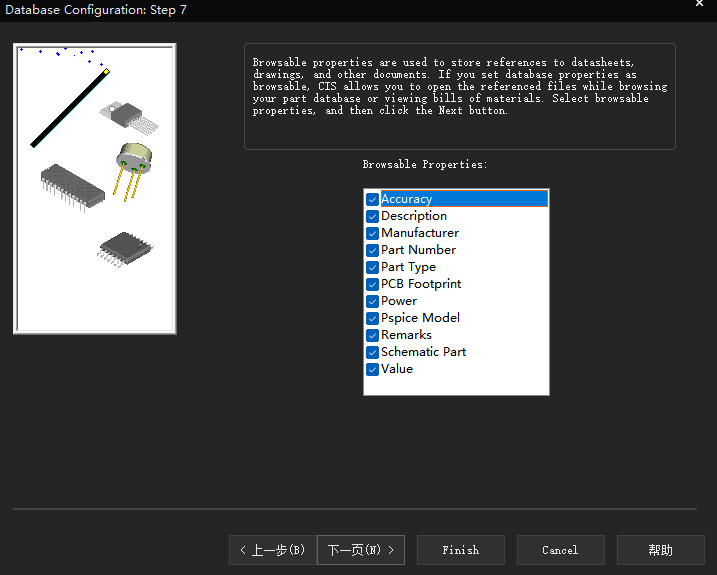 Database Configuration: Step 7
Browsable properties are used to store references to datasheets,
drawings, and other documents. If you set database properties as
browsable, CIS allows you to open the referenced files while browsing
your part database or viewing bills of materials. Select browsable
properties, and then click the Next button.
Browsable Properties:
Accuracy
Description
Manufacturer
Part Number
Part Type
PCB Footprint
Power
Pspice Model
Remarks
Schematic Part
Value
< 上一步(B) 下一页(N) > Finish Cancel 帮助